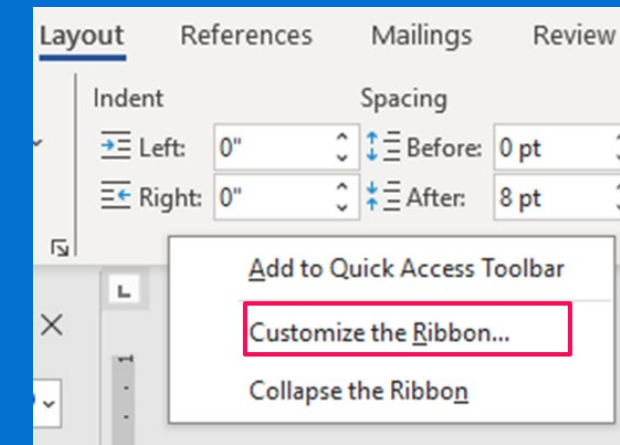 Layout References Mailings Review
Indent Spacing
Left: 0" Before: 0 pt
Right: 0" After: 8 pt
Add to Quick Access Toolbar
L
Customize the Ribbon...
1
Collapse the Ribbon